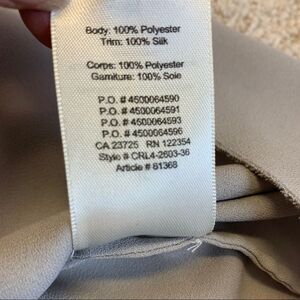 Body: 100% Polyester
Trim: 100% Silk
Corps: 100% Polyester
Garniture: 100% Soie
P.O. # 4500064590
P.O. # 4500064591
P.O. # 4500064593
P.O. # 4500064596
CA 23725 RN 122354
Style # CRL4-2603-36
Article # 81368